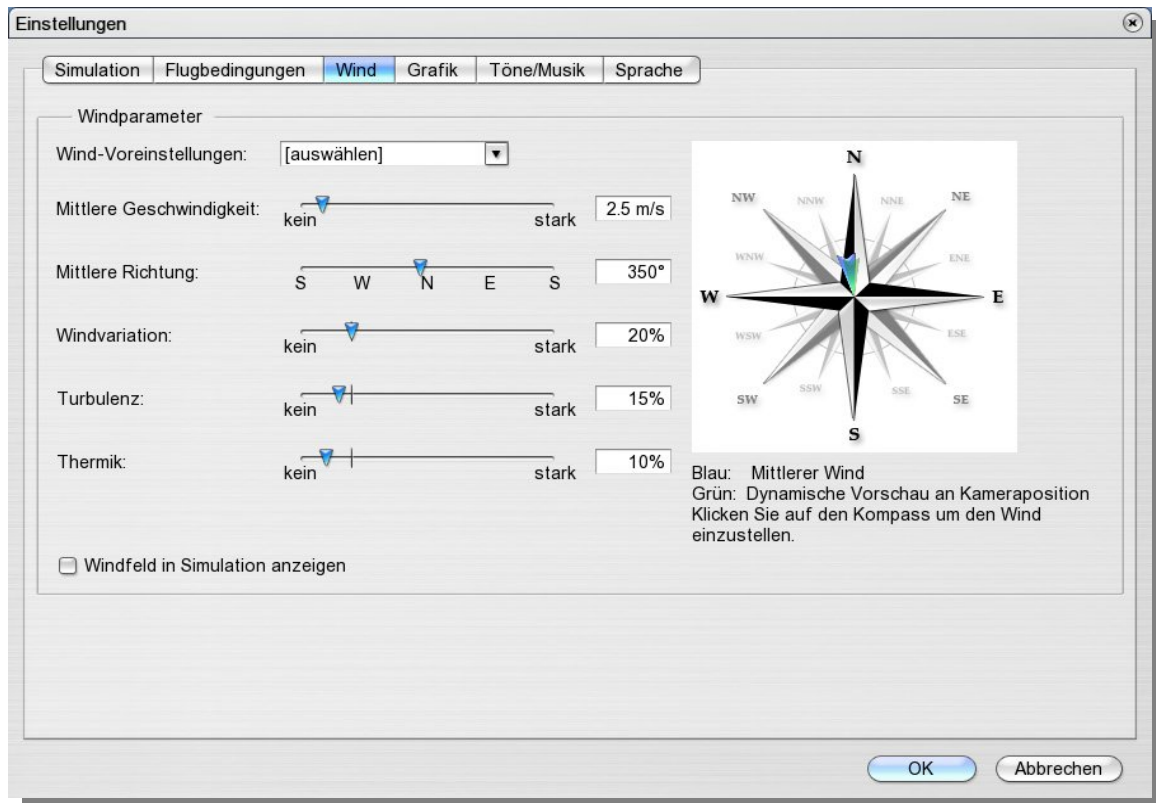 Einstellungen
Simulation Flugbedingungen Wind Grafik Töne/Musik Sprache
Windparameter
Wind-Voreinstellungen: [auswählen]
Mittlere Geschwindigkeit: kein stark 2.5 m/s
Mittlere Richtung: S W N E S 350°
Windvariation: kein stark 20%
Turbulenz: kein stark 15%
Thermik: kein stark 10%
N
NW NNW NNE NE
WNW ENE
W E
WSW ESE
SW SSW SSE SE
S
Blau: Mittlerer Wind
Grün: Dynamische Vorschau an Kameraposition
Klicken Sie auf den Kompass um den Wind
einzustellen.
Windfeld in Simulation anzeigen
OK Abbrechen